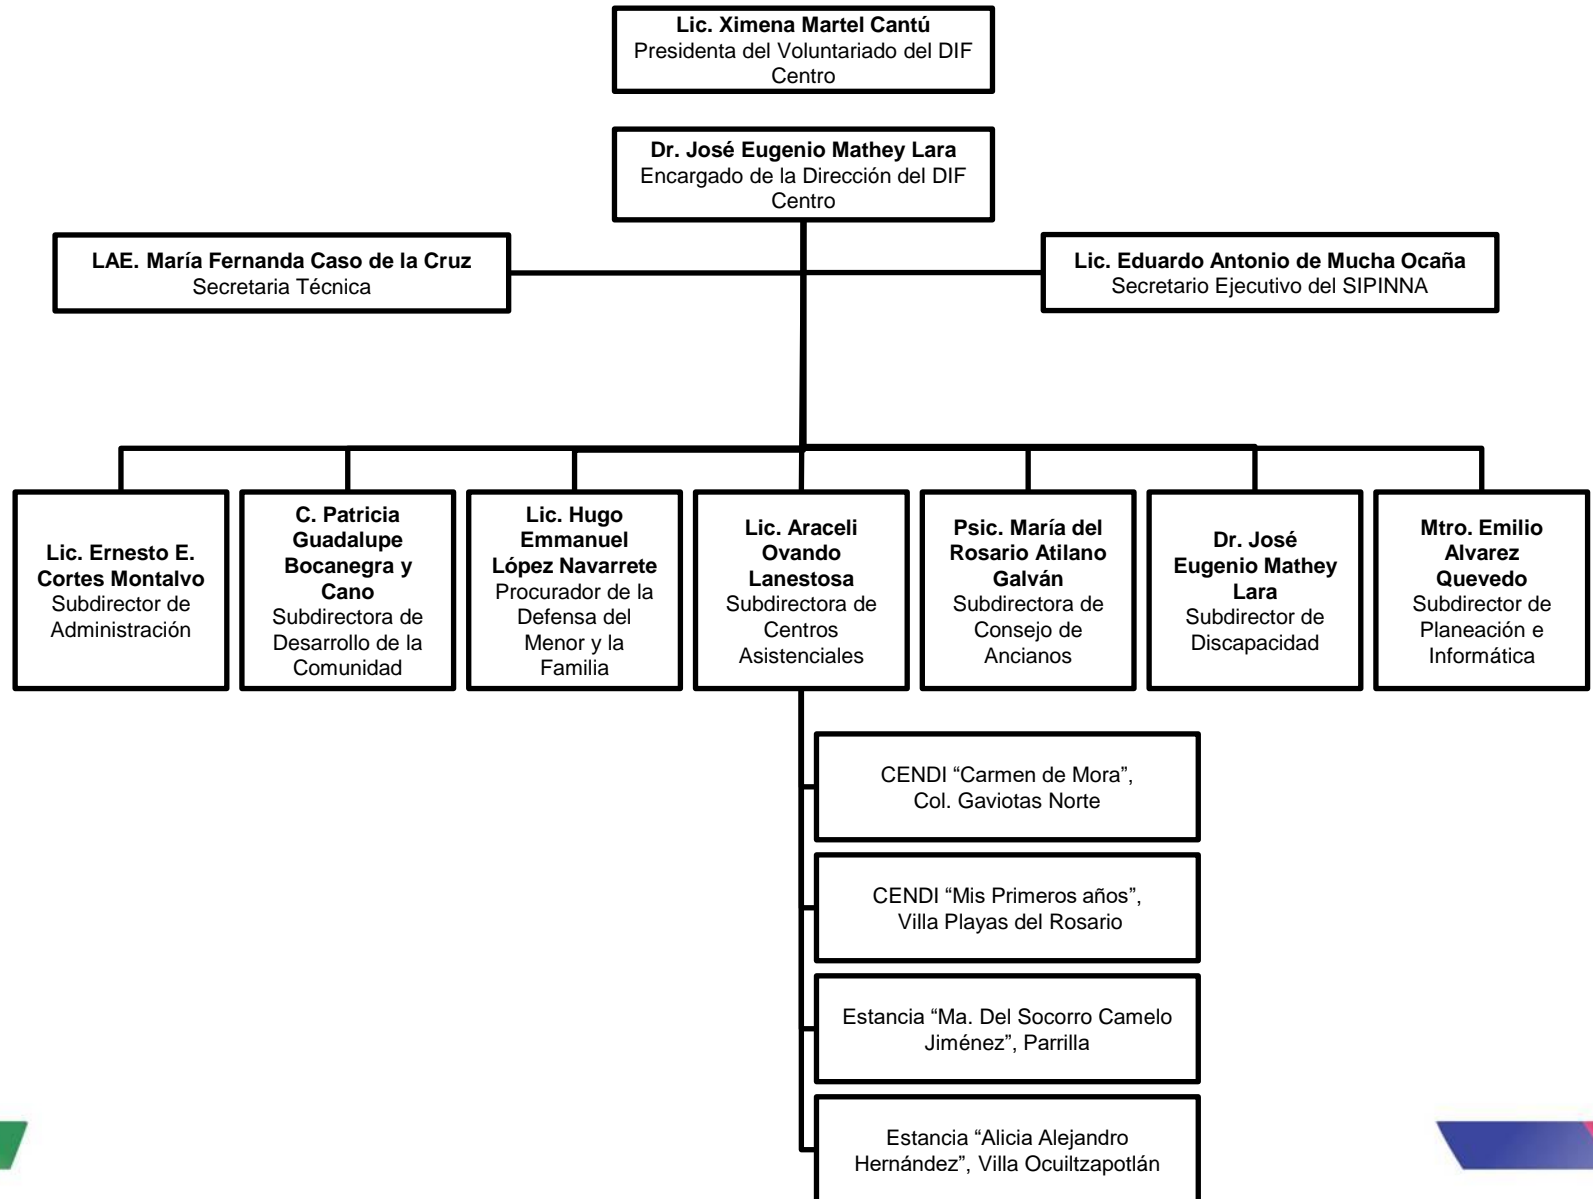 Lic. Ximena Martel Cantú
Presidenta del Voluntariado del DIF
Centro
Dr. José Eugenio Mathey Lara
Encargado de la Dirección del DIF
Centro
LAE. María Fernanda Caso de la Cruz
Secretaria Técnica
Lic. Eduardo Antonio de Mucha Ocaña
Secretario Ejecutivo del SIPINNA
Lic. Ernesto E.
Cortes Montalvo
Subdirector de
Administración
C. Patricia
Guadalupe
Bocanegra y
Cano
Subdirectora de
Desarrollo de la
Comunidad
Lic. Hugo
Emmanuel
López Navarrete
Procurador de la
Defensa del
Menor y la
Familia
Lic. Araceli
Ovando
Lanestosa
Subdirectora de
Centros
Asistenciales
Psic. María del
Rosario Atilano
Galván
Subdirectora de
Consejo de
Ancianos
Dr. José
Eugenio Mathey
Lara
Subdirector de
Discapacidad
Mtro. Emilio
Alvarez
Quevedo
Subdirector de
Planeación e
Informática
CENDI “Carmen de Mora”,
Col. Gaviotas Norte
CENDI “Mis Primeros años”,
Villa Playas del Rosario
Estancia “Ma. Del Socorro Camelo
Jiménez”, Parrilla
Estancia “Alicia Alejandro
Hernández”, Villa Ocuiltzapotlán